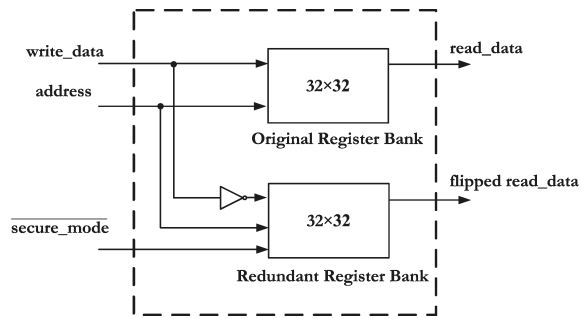 write_data
read_data
address
32×32
Original Register Bank
flipped read_data
32×32
secure_mode
Redundant Register Bank